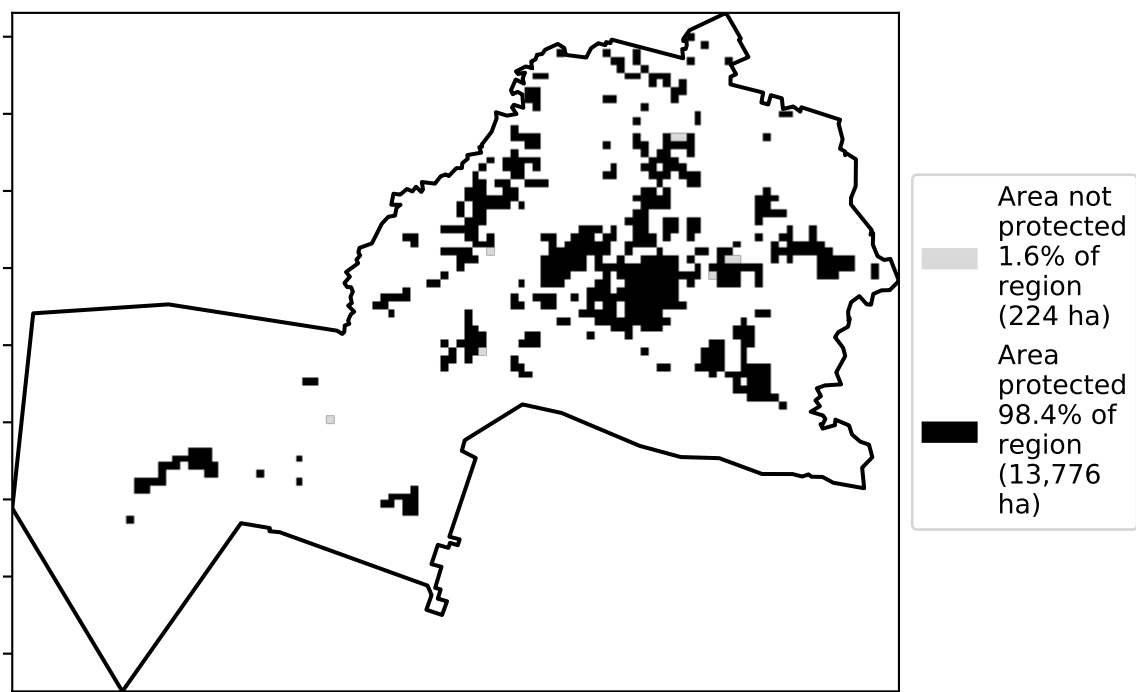 Area not
protected
1.6% of
region
(224 ha)
Area
protected
98.4% of
region
(13,776
ha)